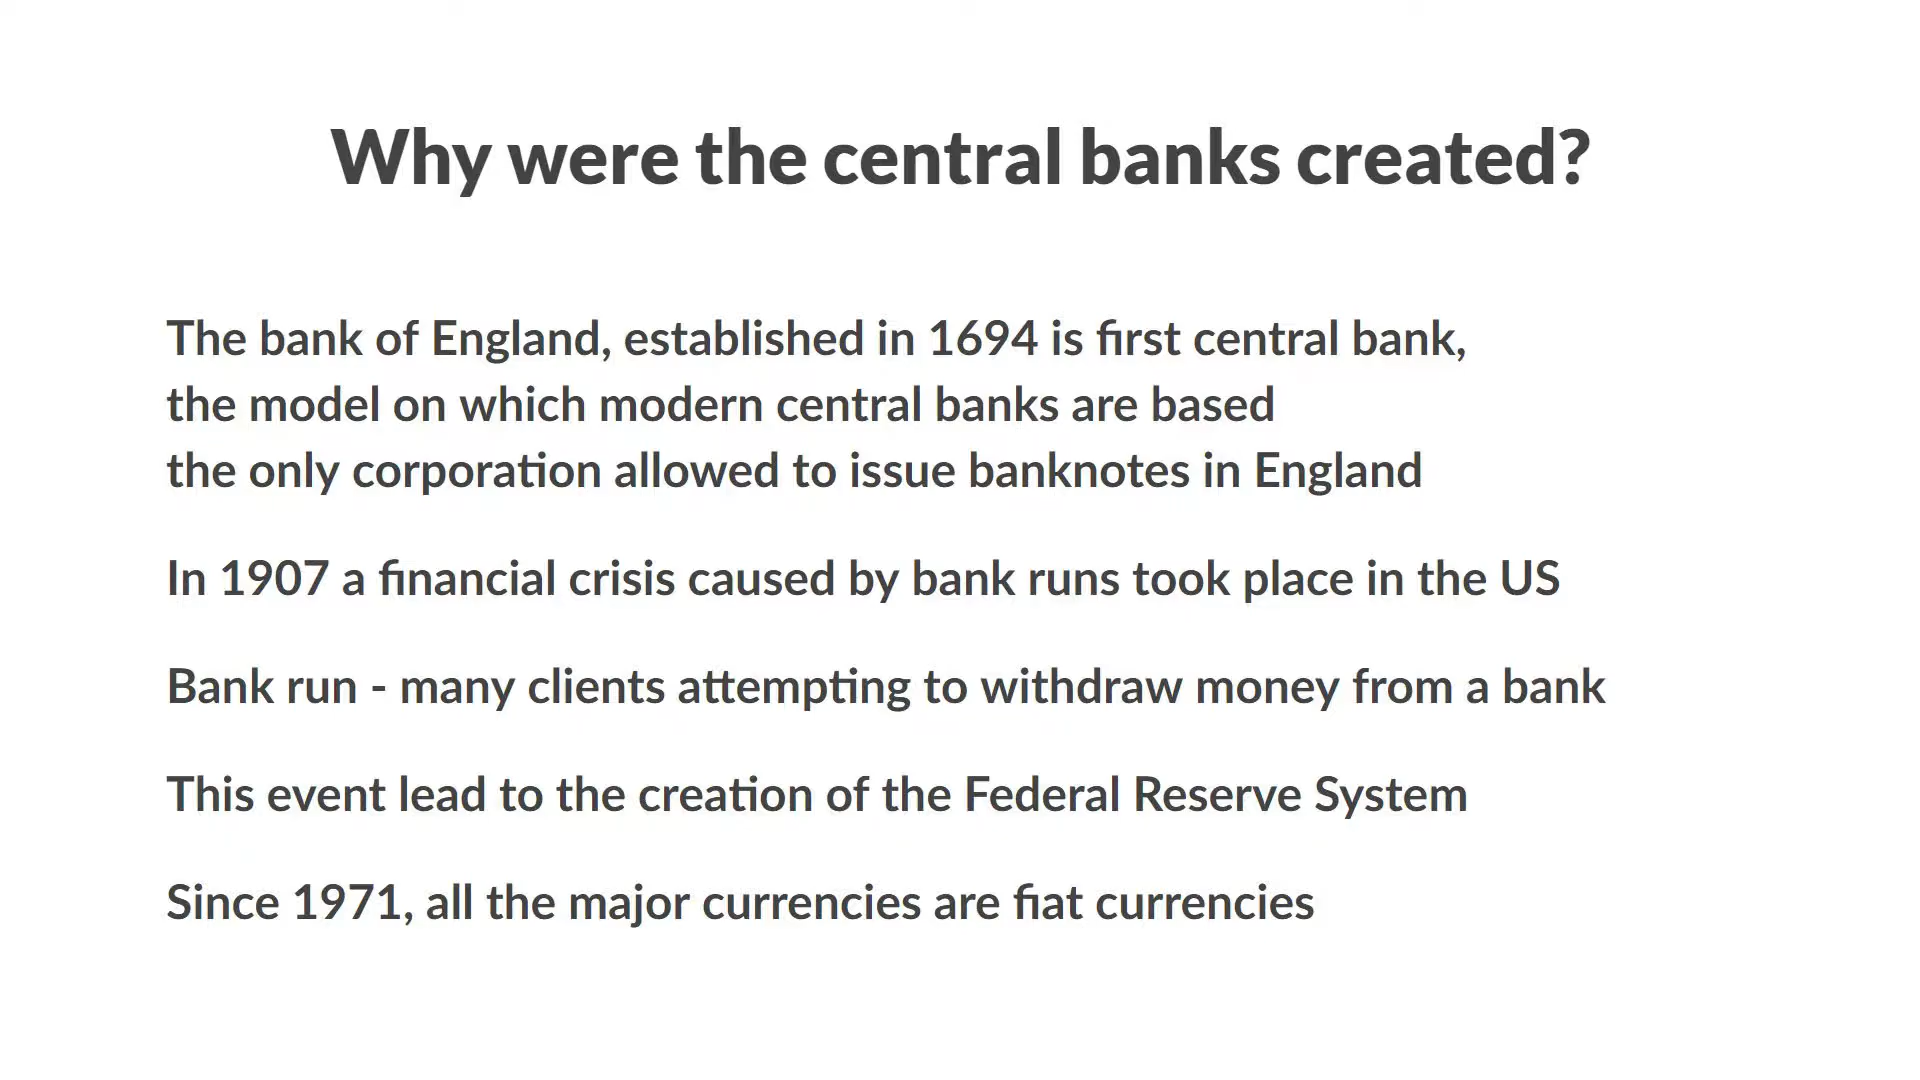 Why were the central banks created?
The bank of England, established in 1694 is first central bank,
the model on which modern central banks are based
the only corporation allowed to issue banknotes in England
In 1907 a financial crisis caused by bank runs took place in the US
Bank run - many clients attempting to withdraw money from a bank
This event lead to the creation of the Federal Reserve System
Since 1971, all the major currencies are fiat currencies